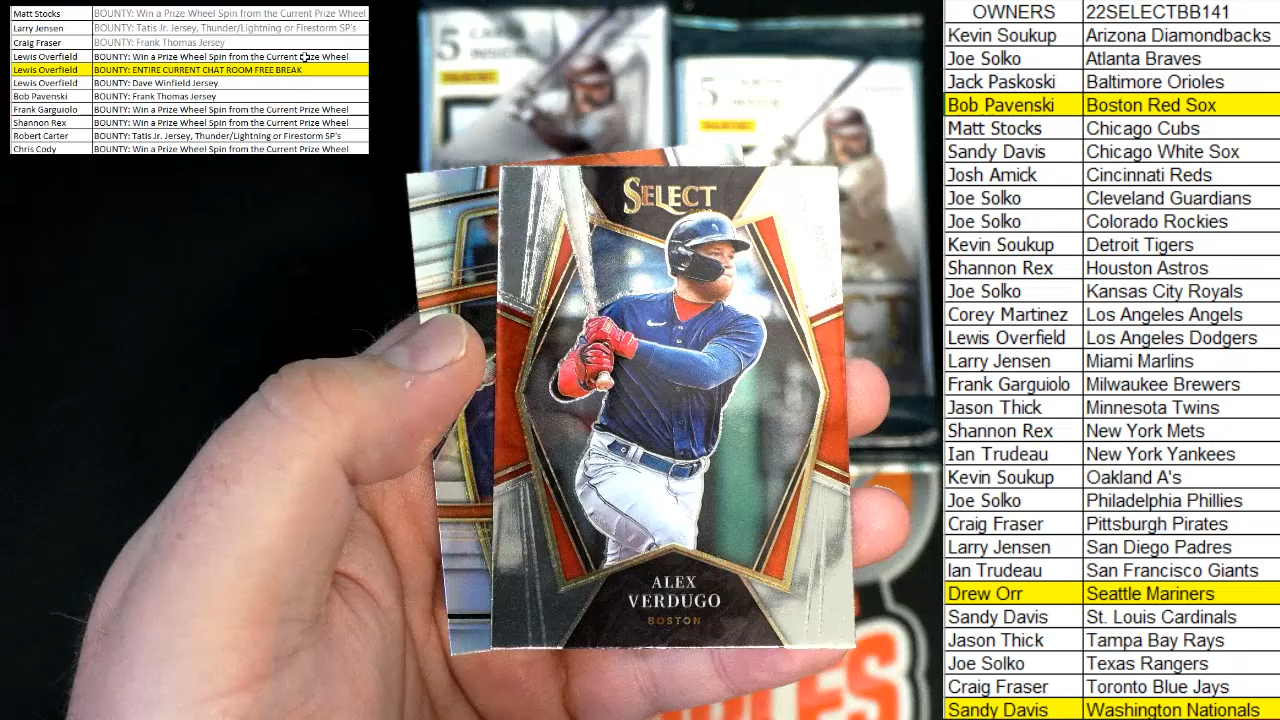 Matt Stocks BOUNTY: Win a Prize Wheel Spin from the Current Prize Wheel
Larry Jensen BOUNTY: Tatis Jr. Jersey, Thunder/Lightning or Firestorm SP's
Craig Fraser BOUNTY: Frank Thomas Jersey
Lewis Overfield BOUNTY: Win a Prize Wheel Spin from the Current Prize Wheel
Lewis Overfield BOUNTY: ENTIRE CURRENT CHAT ROOM FREE BREAK
Lewis Overfield BOUNTY: Dave Winfield Jersey
Bob Pavenski BOUNTY: Frank Thomas Jersey
Frank Garguiolo BOUNTY: Win a Prize Wheel Spin from the Current Prize Wheel
Shannon Rex BOUNTY: Win a Prize Wheel Spin from the Current Prize Wheel
Robert Carter BOUNTY: Tatis Jr. Jersey, Thunder/Lightning or Firestorm SP's
Chris Cody BOUNTY: Win a Prize Wheel Spin from the Current Prize Wheel
5
5
SELECT
ALEX
VERDUGO
BOSTON
OWNERS 22SELECTBB141
Kevin Soukup Arizona Diamondbacks
Joe Solko Atlanta Braves
Jack Paskoski Baltimore Orioles
Bob Pavenski Boston Red Sox
Matt Stocks Chicago Cubs
Sandy Davis Chicago White Sox
Josh Amick Cincinnati Reds
Joe Solko Cleveland Guardians
Joe Solko Colorado Rockies
Kevin Soukup Detroit Tigers
Shannon Rex Houston Astros
Joe Solko Kansas City Royals
Corey Martinez Los Angeles Angels
Lewis Overfield Los Angeles Dodgers
Larry Jensen Miami Marlins
Frank Garguiolo Milwaukee Brewers
Jason Thick Minnesota Twins
Shannon Rex New York Mets
Ian Trudeau New York Yankees
Kevin Soukup Oakland A's
Joe Solko Philadelphia Phillies
Craig Fraser Pittsburgh Pirates
Larry Jensen San Diego Padres
Ian Trudeau San Francisco Giants
Drew Orr Seattle Mariners
Sandy Davis St. Louis Cardinals
Jason Thick Tampa Bay Rays
Joe Solko Texas Rangers
Craig Fraser Toronto Blue Jays
Sandy Davis Washington Nationals